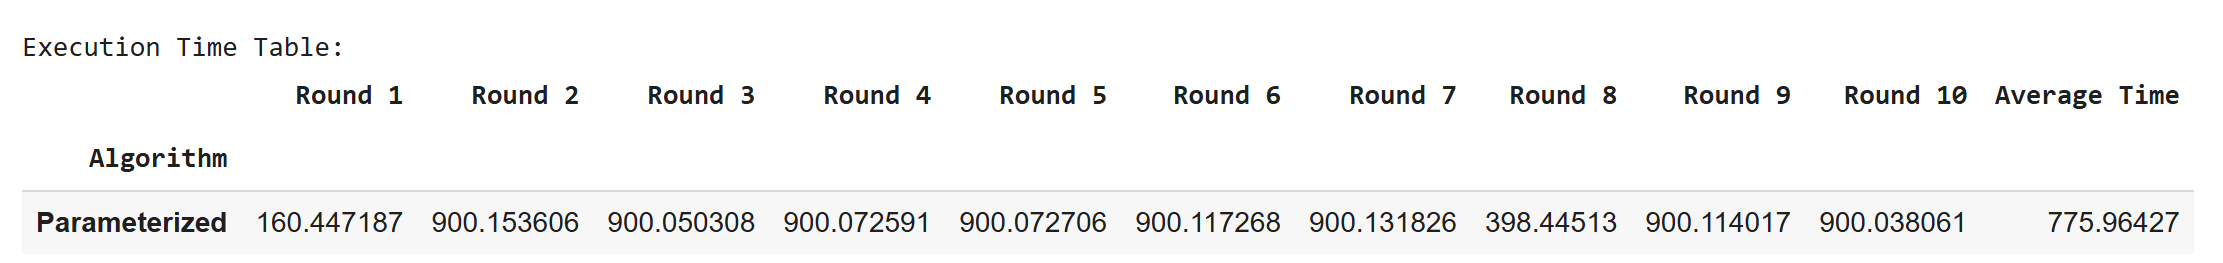 Execution Time Table:
Round 1 Round 2 Round 3 Round 4 Round 5 Round 6 Round 7 Round 8 Round 9 Round 10 Average Time
Algorithm
Parameterized 160.447187 900.153606 900.050308 900.072591 900.072706 900.117268 900.131826 398.44513 900.114017 900.038061 775.96427